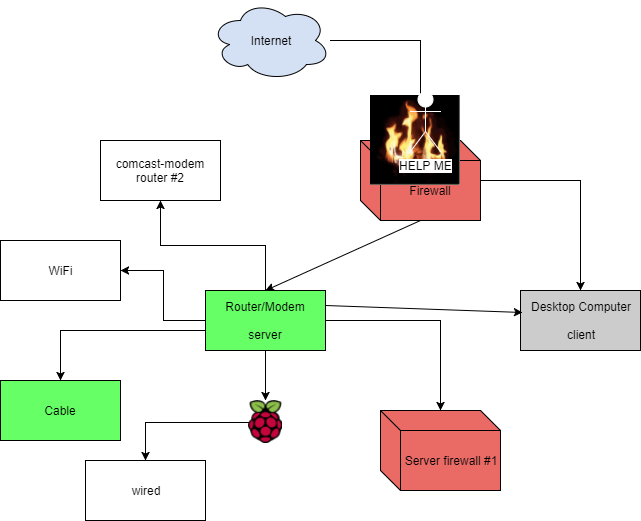 Internet
HELP ME
Firewall
comcast-modem
router #2
WiFi
Router/Modem
server
Desktop Computer
client
Cable
Server firewall #1
wired